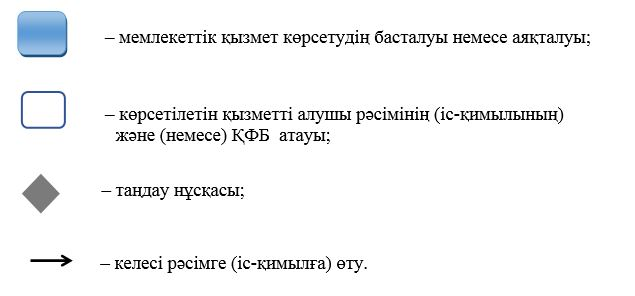 – мемлекеттік қызмет көрсетудің басталуы немесе аяқталуы;
– көрсетілетін қызметті алушы рәсімінің (іс-қимылының)
және (немесе) ҚФБ атауы;
– таңдау нұсқасы;
– келесі рәсімге (іс-қимылға) өту.